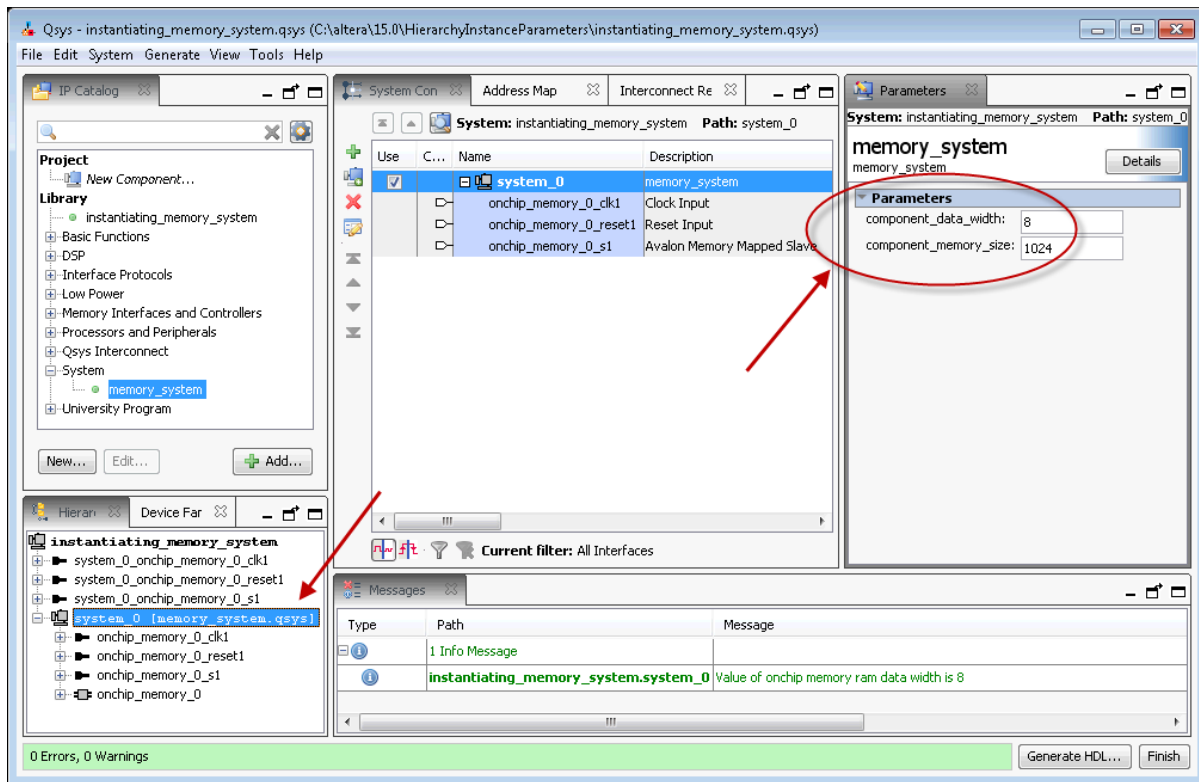 Qsys - instantiating_memory_system.qsys (C:\altera\15.0\HierarchyInstanceParameters\instantiating_memory_system.qsys)
File Edit System Generate View Tools Help
IP Catalog
Project
New Component...
Library
instantiating_memory_system
Basic Functions
DSP
Interface Protocols
Low Power
Memory Interfaces and Controllers
Processors and Peripherals
Qsys Interconnect
System
memory_system
University Program
New... Edit... Add...
System Con Address Map Interconnect Re
System: instantiating_memory_system Path: system_0
Use C... Name Description
system_0 memory_system
onchip_memory_0_clk1 Clock Input
onchip_memory_0_reset1 Reset Input
onchip_memory_0_s1 Avalon Memory Mapped Slave
Current filter: All Interfaces
Parameters
System: instantiating_memory_system Path: system_0
memory_system
memory_system
Details
Parameters
component_data_width: 8
component_memory_size: 1024
Hierar Device Far
instantiating_memory_system
system_0_onchip_memory_0_clk1
system_0_onchip_memory_0_reset1
system_0_onchip_memory_0_s1
system_0 [memory_system.qsys]
onchip_memory_0_clk1
onchip_memory_0_reset1
onchip_memory_0_s1
onchip_memory_0
Messages
Type Path Message
1 Info Message
instantiating_memory_system.system_0 Value of onchip memory ram data width is 8
0 Errors, 0 Warnings
Generate HDL... Finish